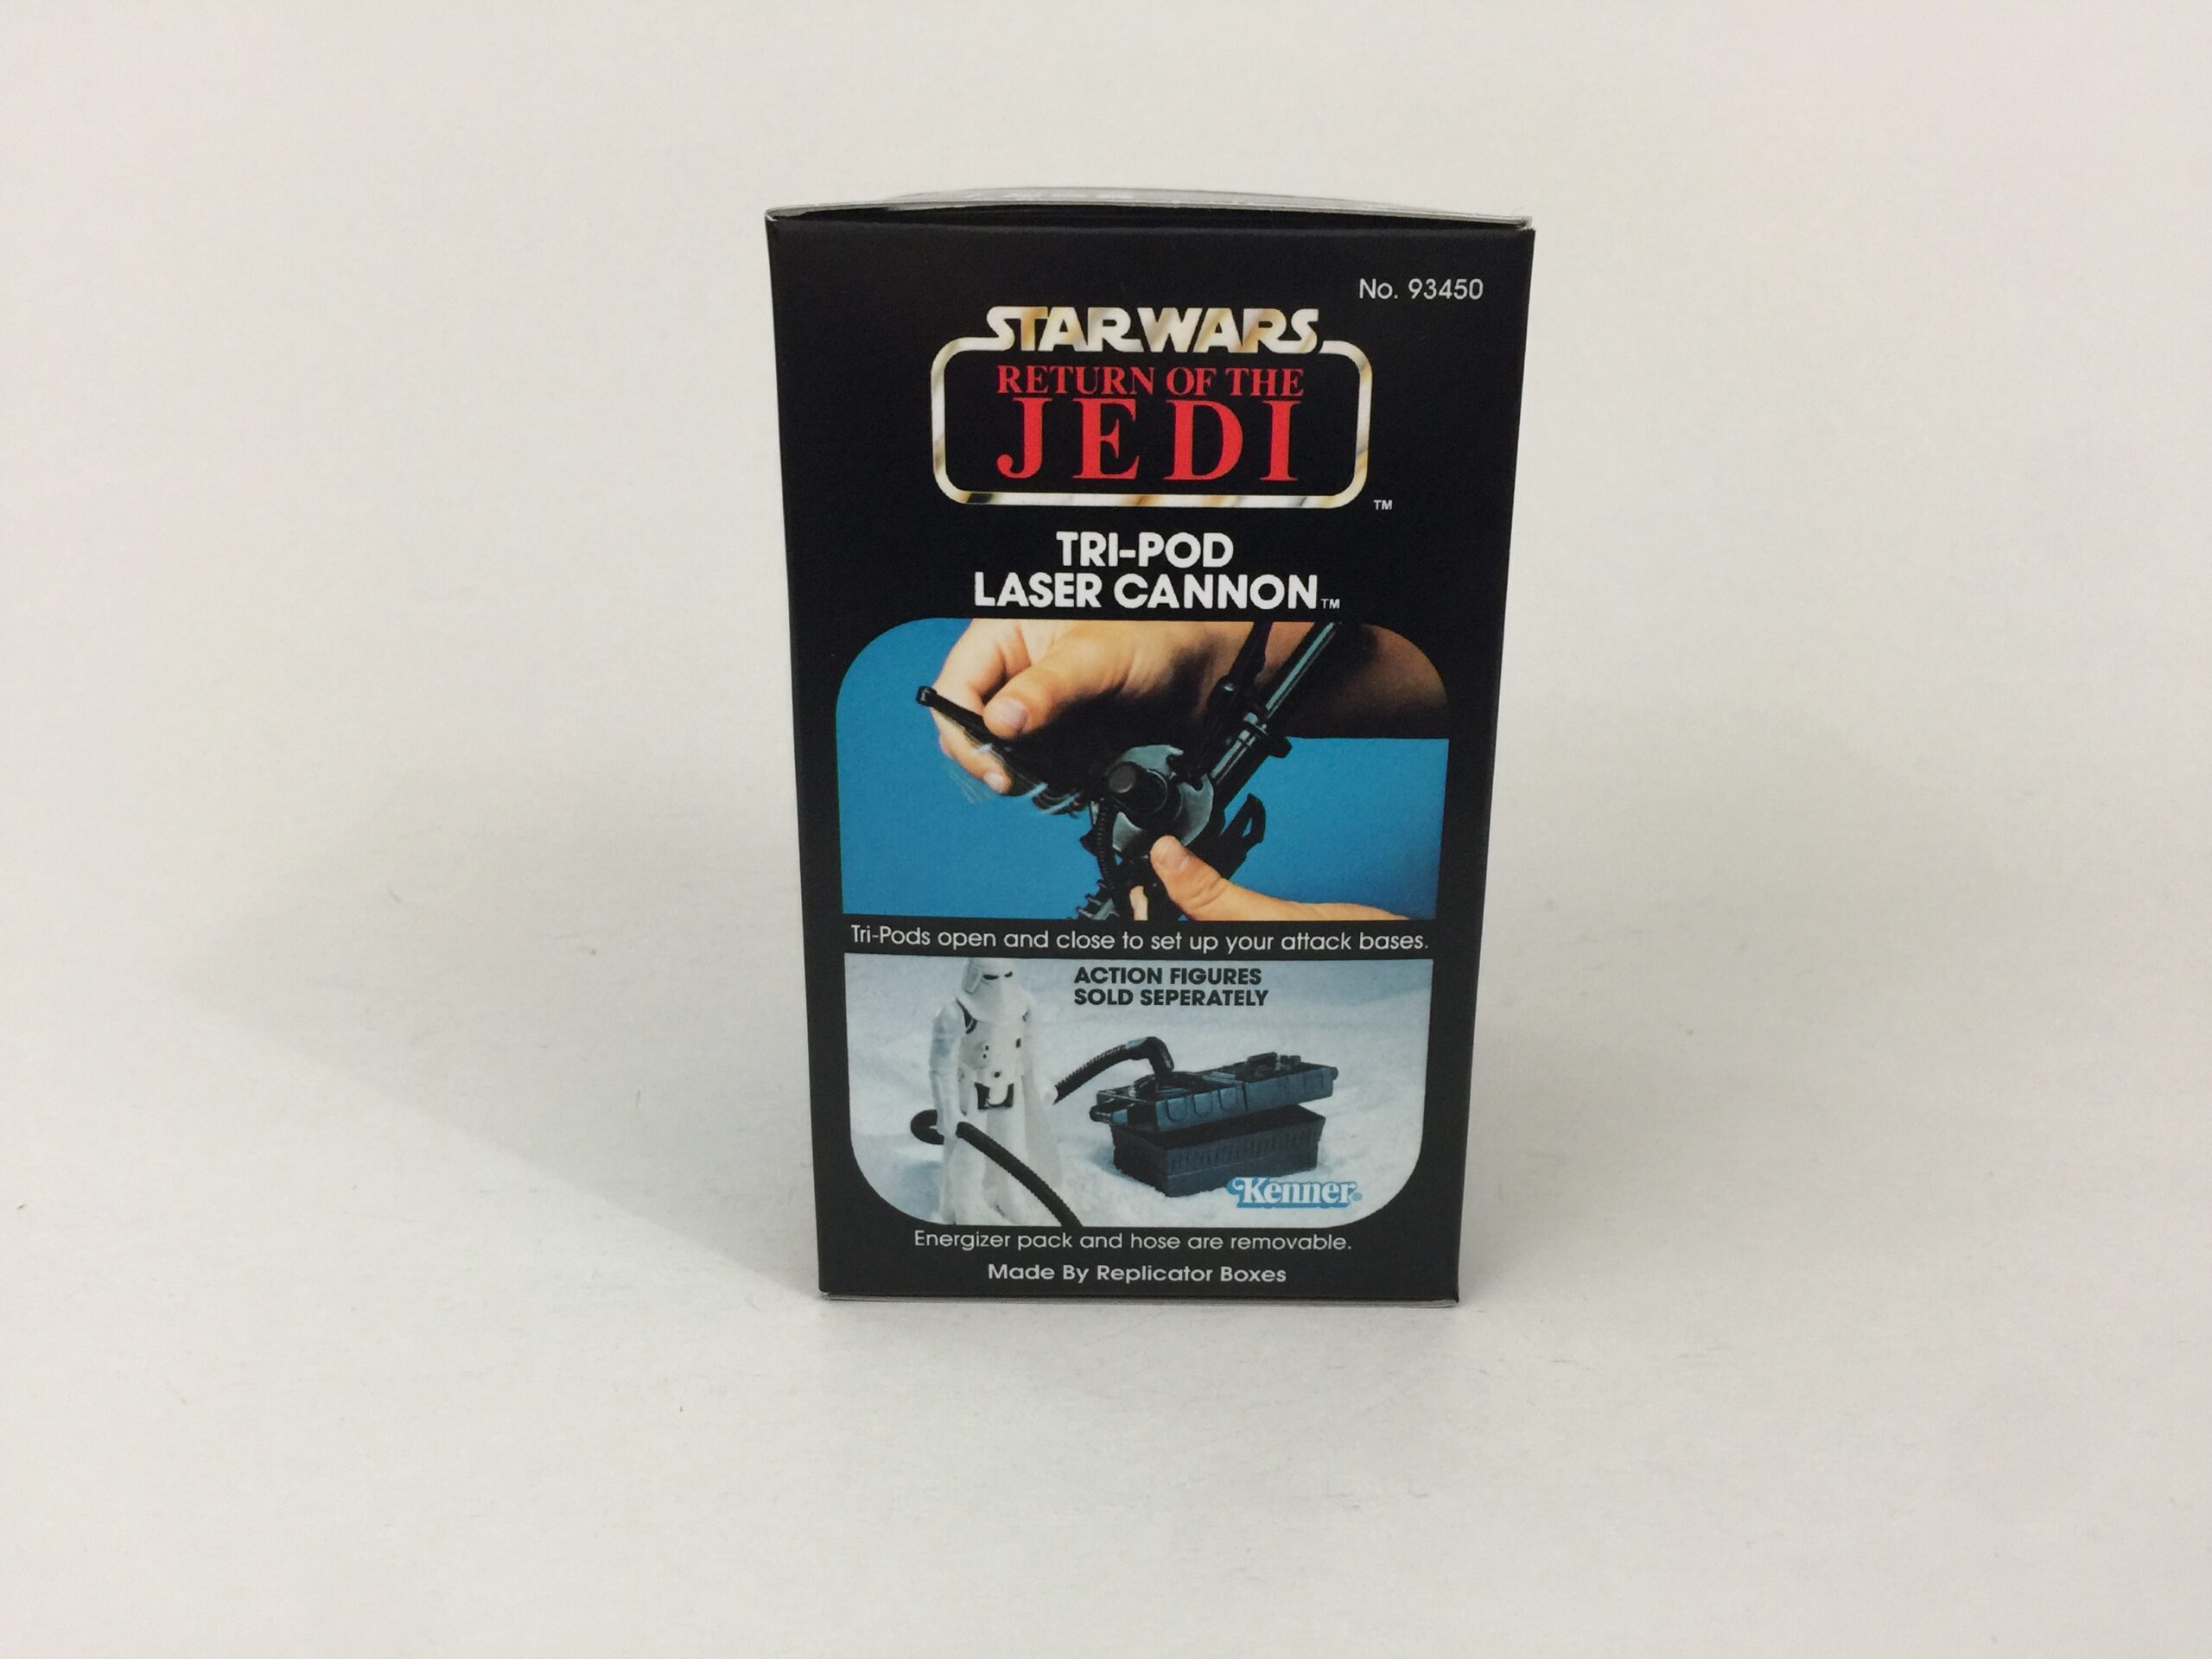 No. 93450
STAR WARS
RETURN OF THE
JEDI
TM
TRI-POD
LASER CANNON TM
Tri-Pods open and close to set up your attack bases.
ACTION FIGURES
SOLD SEPERATELY
Kenner®
Energizer pack and hose are removable.
Made By Replicator Boxes